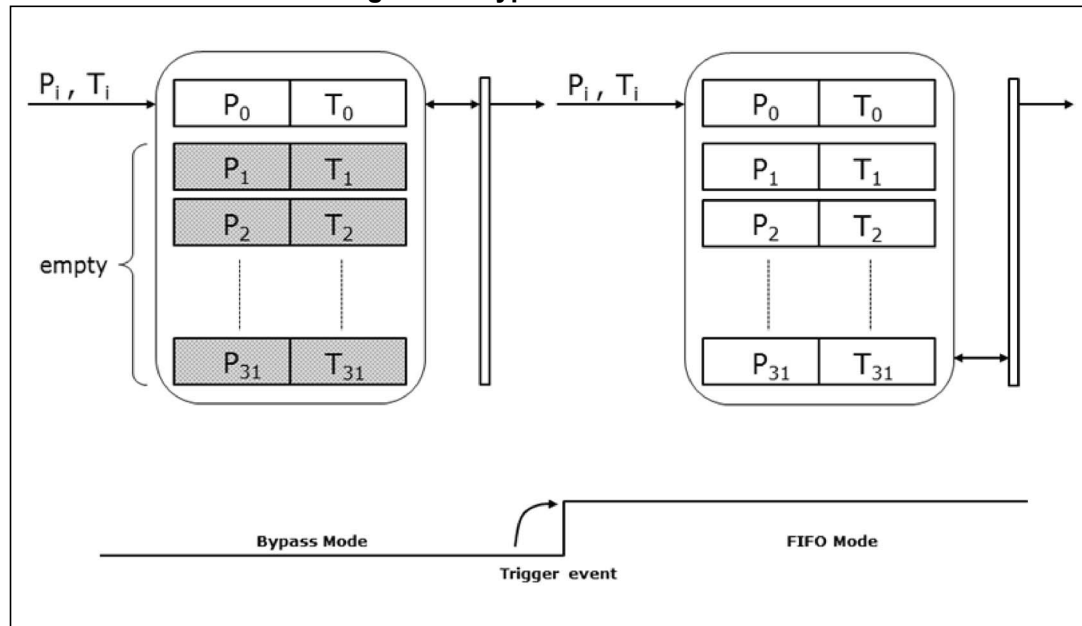 P₀ T₀
Pᵢ , Tᵢ
P₁ T₁
P₂ T₂
empty
P₃₁ T₃₁
Pᵢ , Tᵢ
P₀ T₀
P₁ T₁
P₂ T₂
P₃₁ T₃₁
Bypass Mode
Trigger event
FIFO Mode